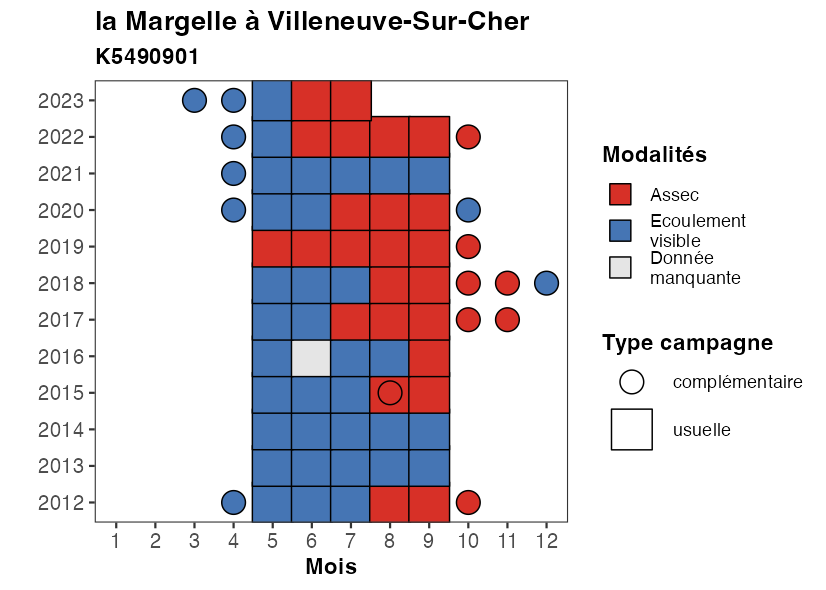 la Margelle à Villeneuve-Sur-Cher
K5490901
2023
2022
2021
2020
2019
2018
2017
2016
2015
2014
2013
2012
1 2 3 4 5 6 7 8 9 10 11 12
Mois
Modalités
Assec
Ecoulement
visible
Donnée
manquante
Type campagne
complémentaire
usuelle